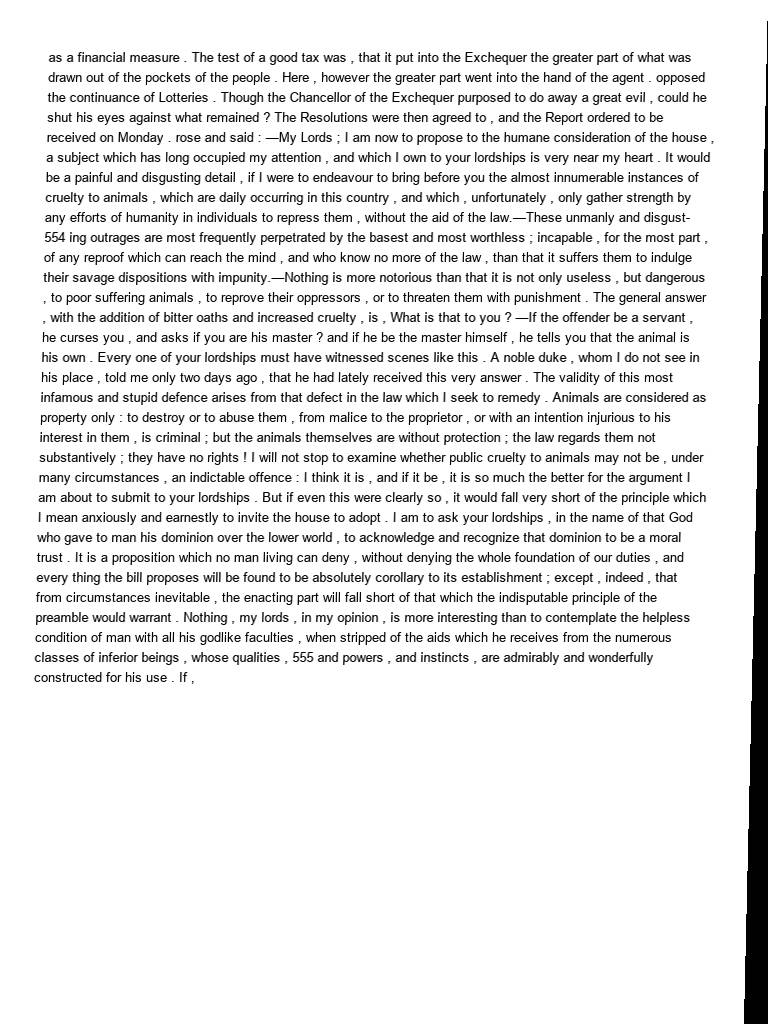 as a financial measure . The test of a good tax was , that it put into the Exchequer the greater part of what was
drawn out of the pockets of the people . Here , however the greater part went into the hand of the agent . opposed
the continuance of Lotteries . Though the Chancellor of the Exchequer purposed to do away a great evil , could he
shut his eyes against what remained ? The Resolutions were then agreed to , and the Report ordered to be
received on Monday . rose and said : —My Lords ; I am now to propose to the humane consideration of the house ,
a subject which has long occupied my attention , and which I own to your lordships is very near my heart . It would
be a painful and disgusting detail , if I were to endeavour to bring before you the almost innumerable instances of
cruelty to animals , which are daily occurring in this country , and which , unfortunately , only gather strength by
any efforts of humanity in individuals to repress them , without the aid of the law.—These unmanly and disgust-
554 ing outrages are most frequently perpetrated by the basest and most worthless ; incapable , for the most part ,
of any reproof which can reach the mind , and who know no more of the law , than that it suffers them to indulge
their savage dispositions with impunity.—Nothing is more notorious than that it is not only useless , but dangerous
, to poor suffering animals , to reprove their oppressors , or to threaten them with punishment . The general answer
, with the addition of bitter oaths and increased cruelty , is , What is that to you ? —If the offender be a servant ,
he curses you , and asks if you are his master ? and if he be the master himself , he tells you that the animal is
his own . Every one of your lordships must have witnessed scenes like this . A noble duke , whom I do not see in
his place , told me only two days ago , that he had lately received this very answer . The validity of this most
infamous and stupid defence arises from that defect in the law which I seek to remedy . Animals are considered as
property only : to destroy or to abuse them , from malice to the proprietor , or with an intention injurious to his
interest in them , is criminal ; but the animals themselves are without protection ; the law regards them not
substantively ; they have no rights ! I will not stop to examine whether public cruelty to animals may not be , under
many circumstances , an indictable offence : I think it is , and if it be , it is so much the better for the argument I
am about to submit to your lordships . But if even this were clearly so , it would fall very short of the principle which
I mean anxiously and earnestly to invite the house to adopt . I am to ask your lordships , in the name of that God
who gave to man his dominion over the lower world , to acknowledge and recognize that dominion to be a moral
trust . It is a proposition which no man living can deny , without denying the whole foundation of our duties , and
every thing the bill proposes will be found to be absolutely corollary to its establishment ; except , indeed , that
from circumstances inevitable , the enacting part will fall short of that which the indisputable principle of the
preamble would warrant . Nothing , my lords , in my opinion , is more interesting than to contemplate the helpless
condition of man with all his godlike faculties , when stripped of the aids which he receives from the numerous
classes of inferior beings , whose qualities , 555 and powers , and instincts , are admirably and wonderfully
constructed for his use . If ,